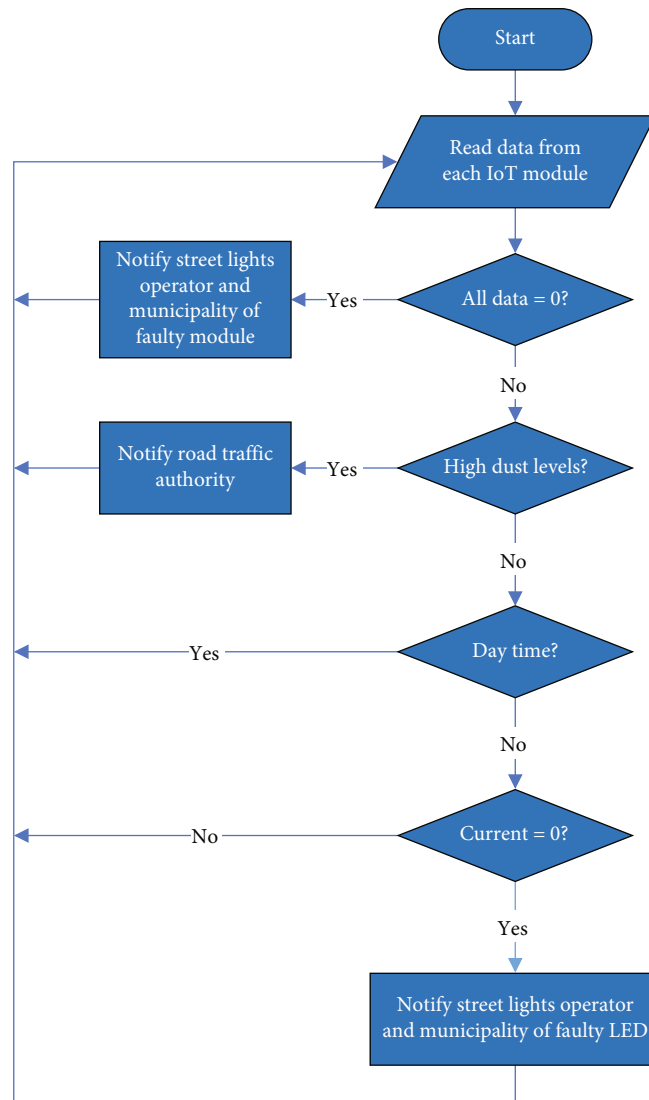 Start
Read data from
each IoT module
All data = 0?
Yes
Notify street lights
operator and
municipality of
faulty module
No
High dust levels?
Yes
Notify road traffic
authority
No
Day time?
Yes
No
Current = 0?
No
Yes
Notify street lights operator
and municipality of faulty LED